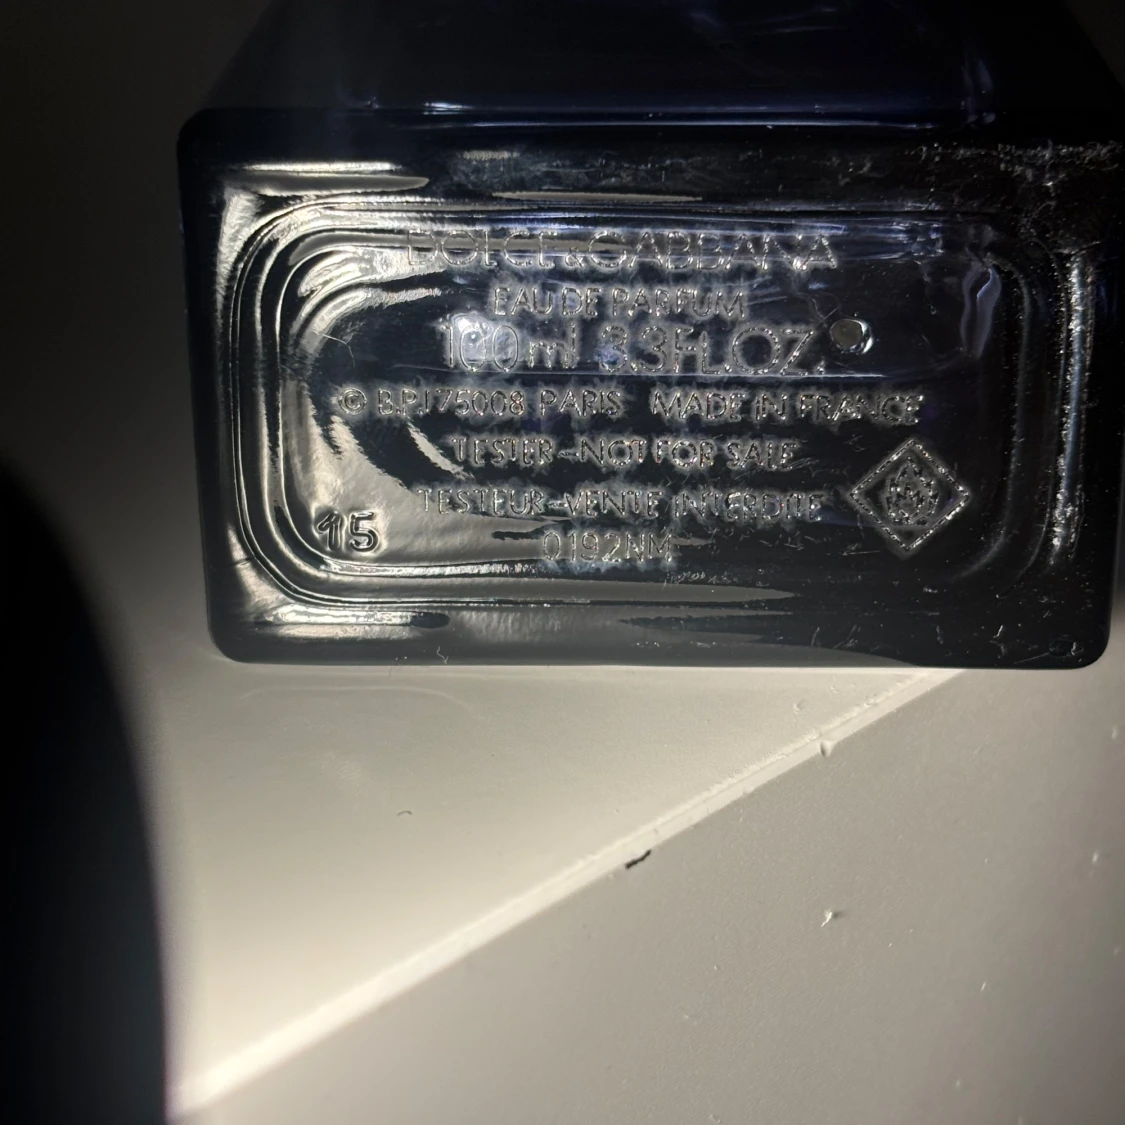 DOLCE&GABBANA
EAU DE PARFUM
100ml 3.3FL.OZ.
© B.P.I 75008 PARIS MADE IN FRANCE
TESTER-NOT FOR SALE
TESTEUR-VENTE INTERDITE
15
0192NM